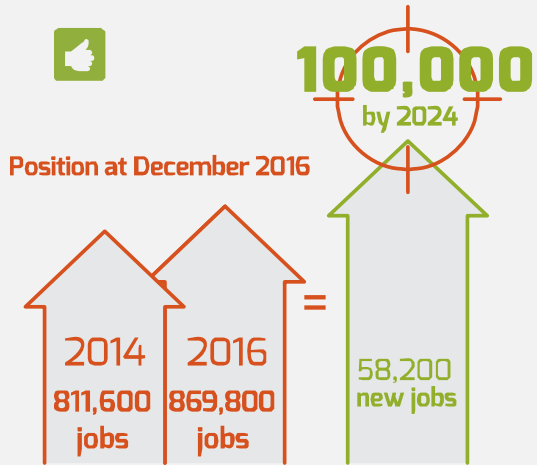 100,000
by 2024
Position at December 2016
2014
811,600
jobs
2016
869,800
jobs
=
58,200
new jobs